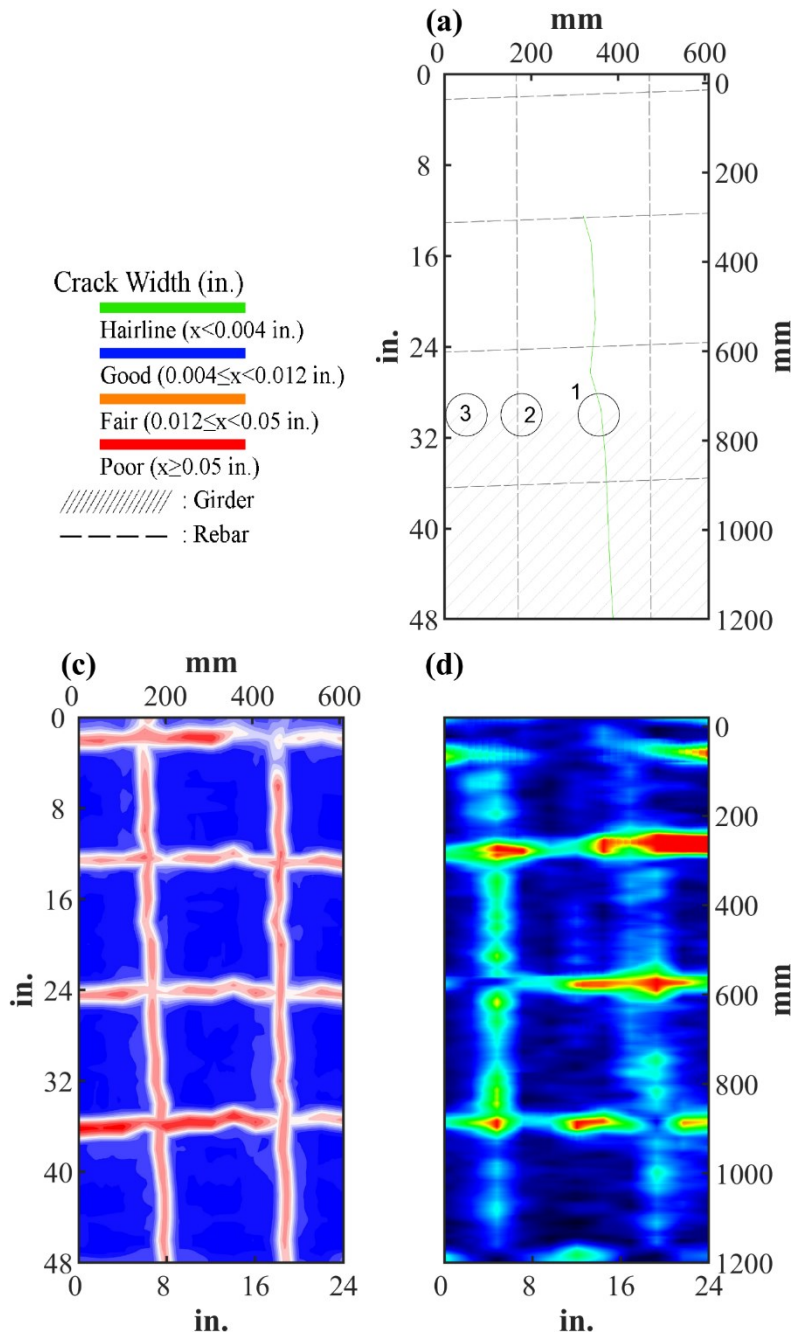 (a)
mm
0 200 400 600
0
8
16
24
32
40
48
in.
0
200
400
600
800
1000
1200
mm
1
2
3
Crack Width (in.)
Hairline (x<0.004 in.)
Good (0.004≤x<0.012 in.)
Fair (0.012≤x<0.05 in.)
Poor (x≥0.05 in.)
: Girder
: Rebar
(c)
mm
0 200 400 600
0
8
16
24
32
40
48
in.
0 8 16 24
in.
(d)
0
200
400
600
800
1000
1200
mm
0 8 16 24
in.